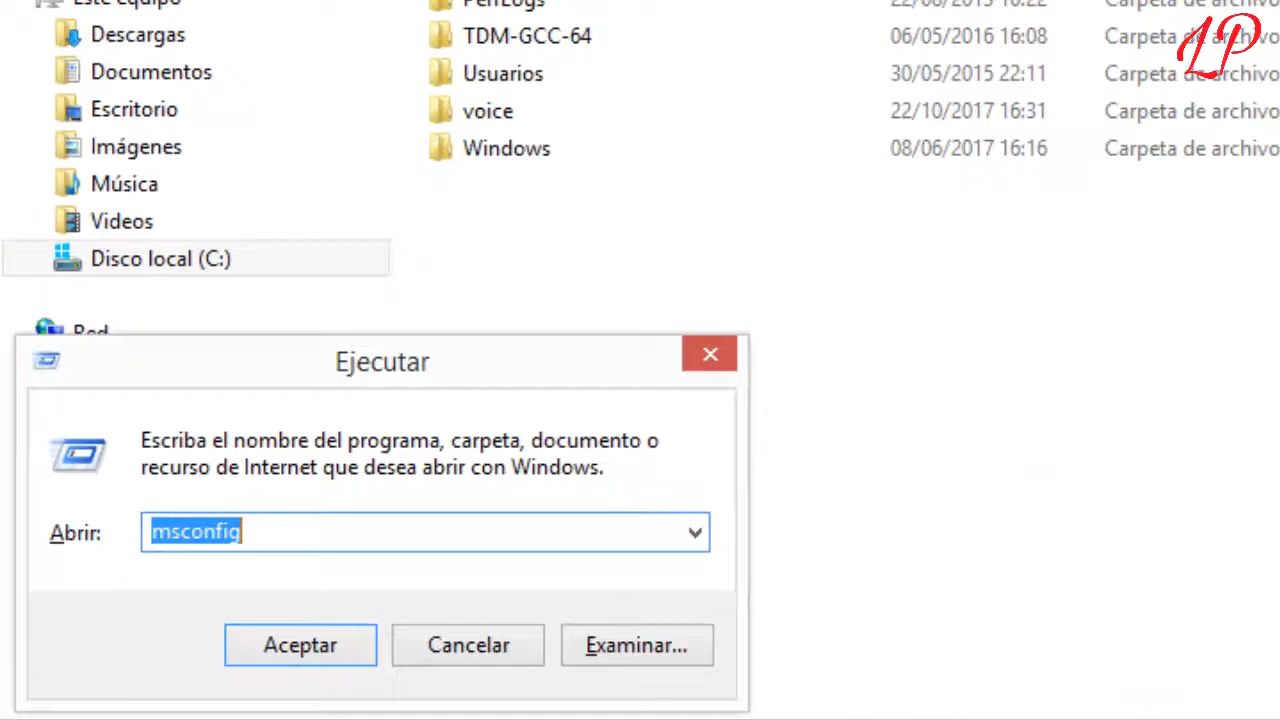 Este equipo
Descargas
Documentos
Escritorio
Imágenes
Música
Videos
Disco local (C:)
Red
PerfLogs 22/08/2013 10:22 Carpeta de archivo
TDM-GCC-64 06/05/2016 16:08 Carpeta de archivo
Usuarios 30/05/2015 22:11 Carpeta de archivo
voice 22/10/2017 16:31 Carpeta de archivo
Windows 08/06/2017 16:16 Carpeta de archivo
LP
Ejecutar
Escriba el nombre del programa, carpeta, documento o
recurso de Internet que desea abrir con Windows.
Abrir: msconfig
Aceptar Cancelar Examinar...